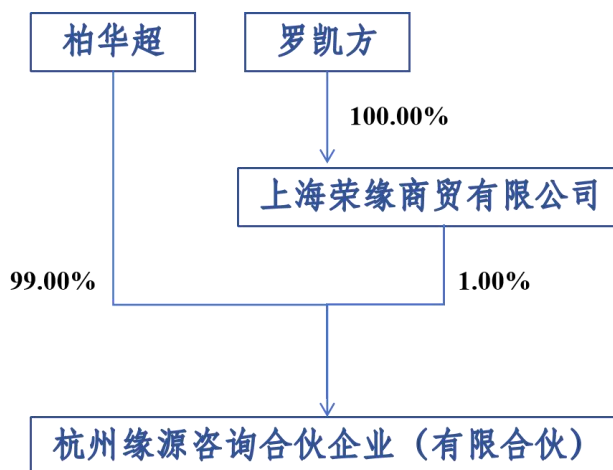 柏华超
罗凯方
100.00%
上海荣缘商贸有限公司
99.00%
1.00%
杭州缘源咨询合伙企业（有限合伙）